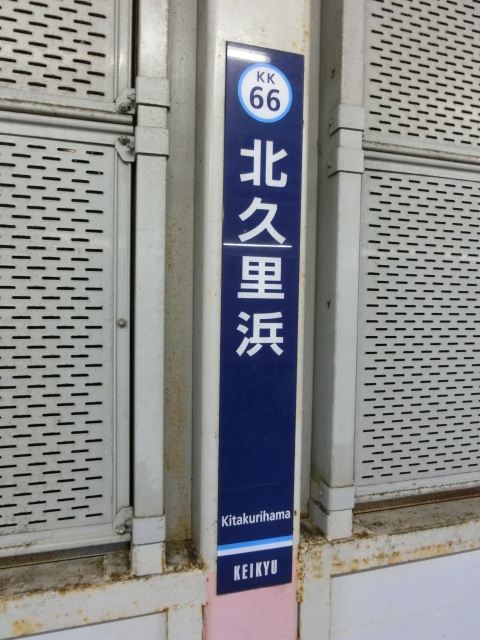 KK
66
北久里浜
Kitakurihama
KEIKYU